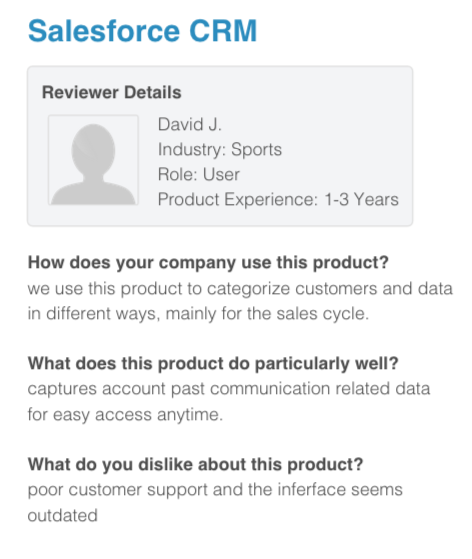 Salesforce CRM
Reviewer Details
David J.
Industry: Sports
Role: User
Product Experience: 1-3 Years
How does your company use this product?
we use this product to categorize customers and data
in different ways, mainly for the sales cycle.
What does this product do particularly well?
captures account past communication related data
for easy access anytime.
What do you dislike about this product?
poor customer support and the inferface seems
outdated